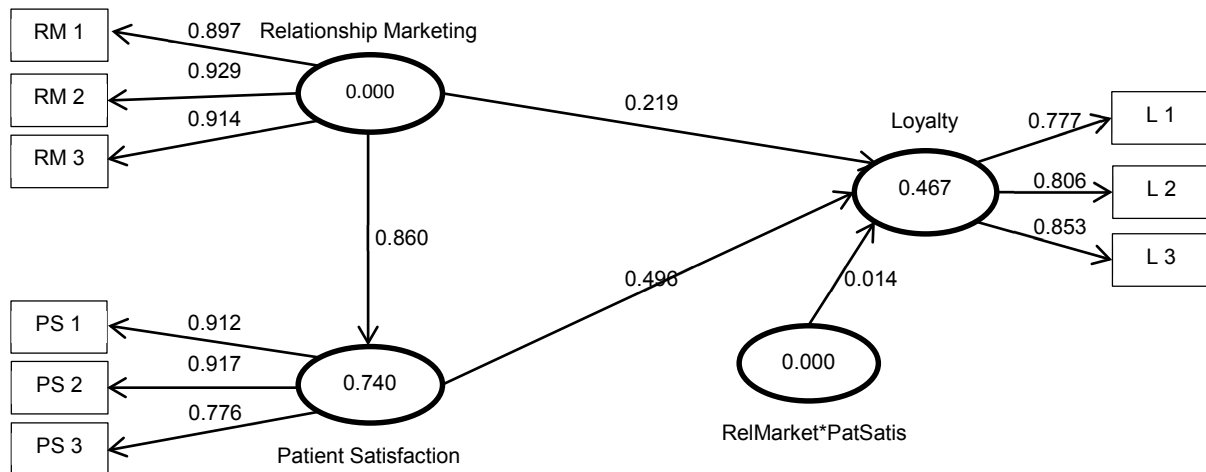 RM 1
0.897
Relationship Marketing
RM 2
0.929
0.000
RM 3
0.914
0.219
Loyalty
0.467
0.777
L 1
0.806
L 2
0.853
L 3
0.860
0.496
0.014
PS 1
0.912
PS 2
0.917
0.740
PS 3
0.776
Patient Satisfaction
0.000
RelMarket*PatSatis